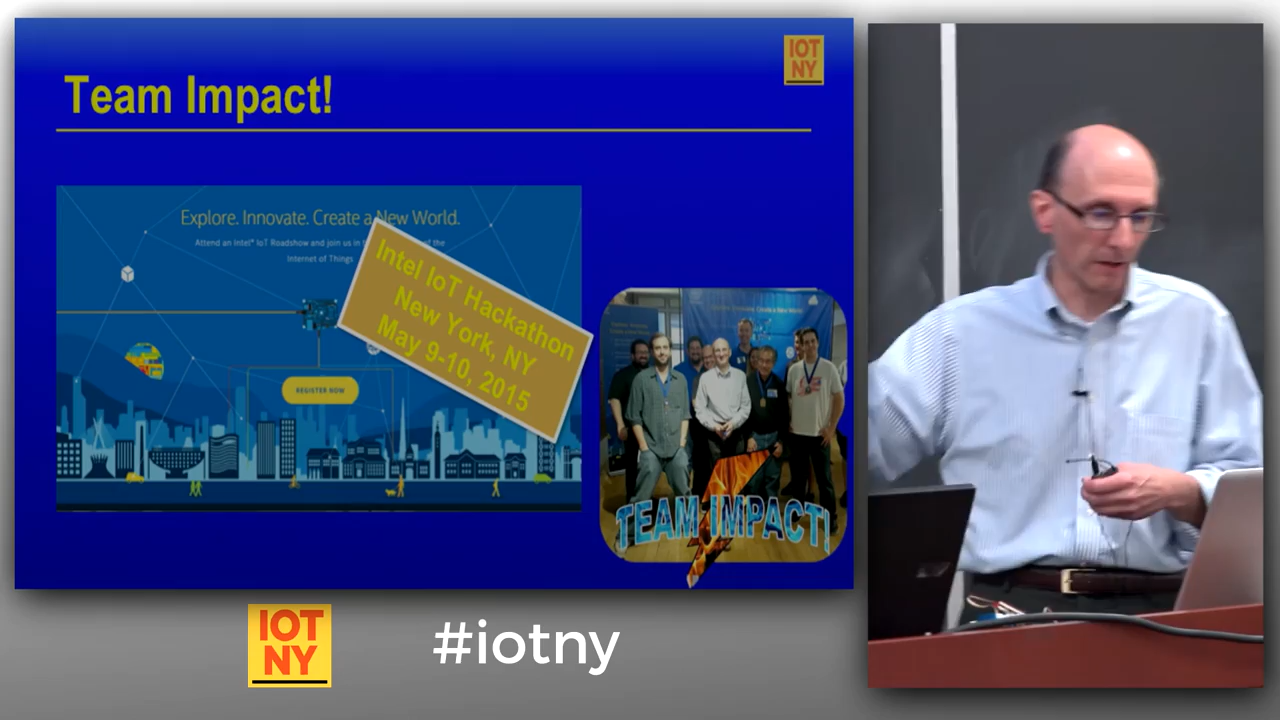 IOT
NY
Team Impact!
Explore. Innovate. Create a New World.
Attend an Intel® IoT Roadshow and join us in of the
Internet of Things
REGISTER NOW
Intel IoT Hackathon
New York, NY
May 9-10, 2015
TEAM IMPACT!
IOT
NY
#iotny